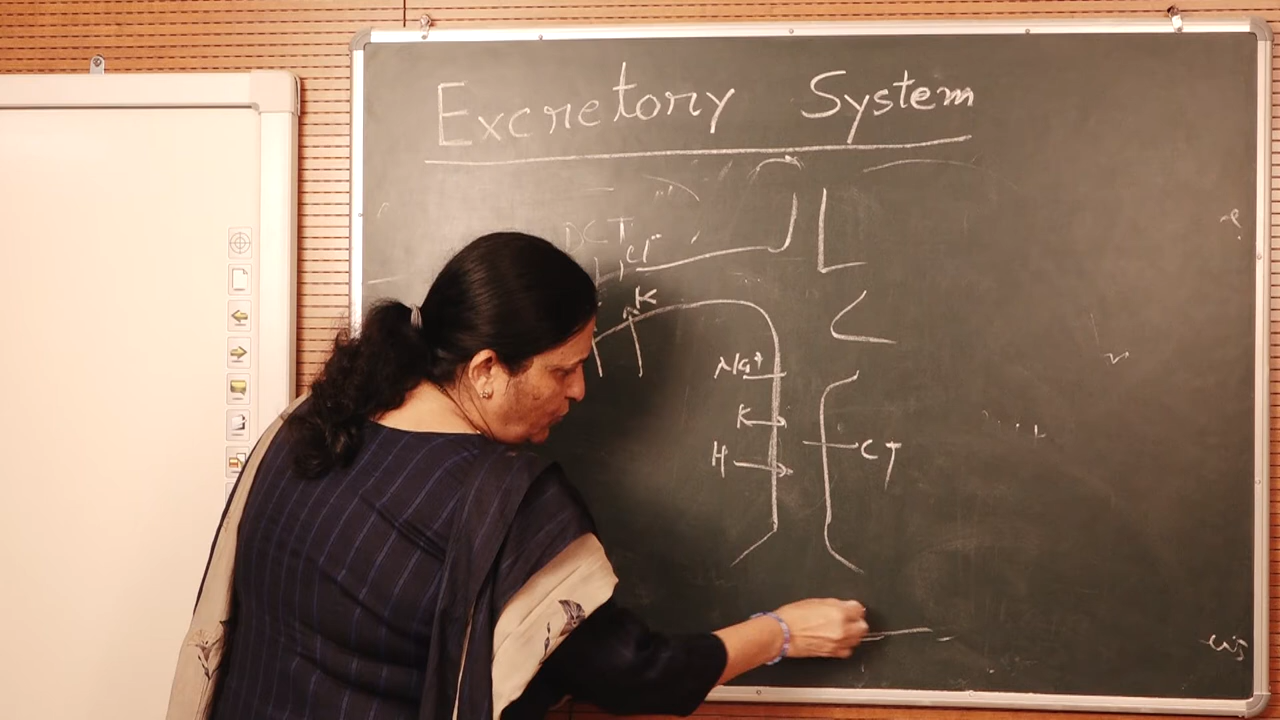 Excretory System
DCT
Cl-
K
Na+
K
H
CT